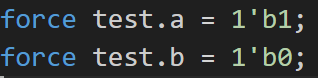 force test.a = 1'b1;
force test.b = 1'b0;